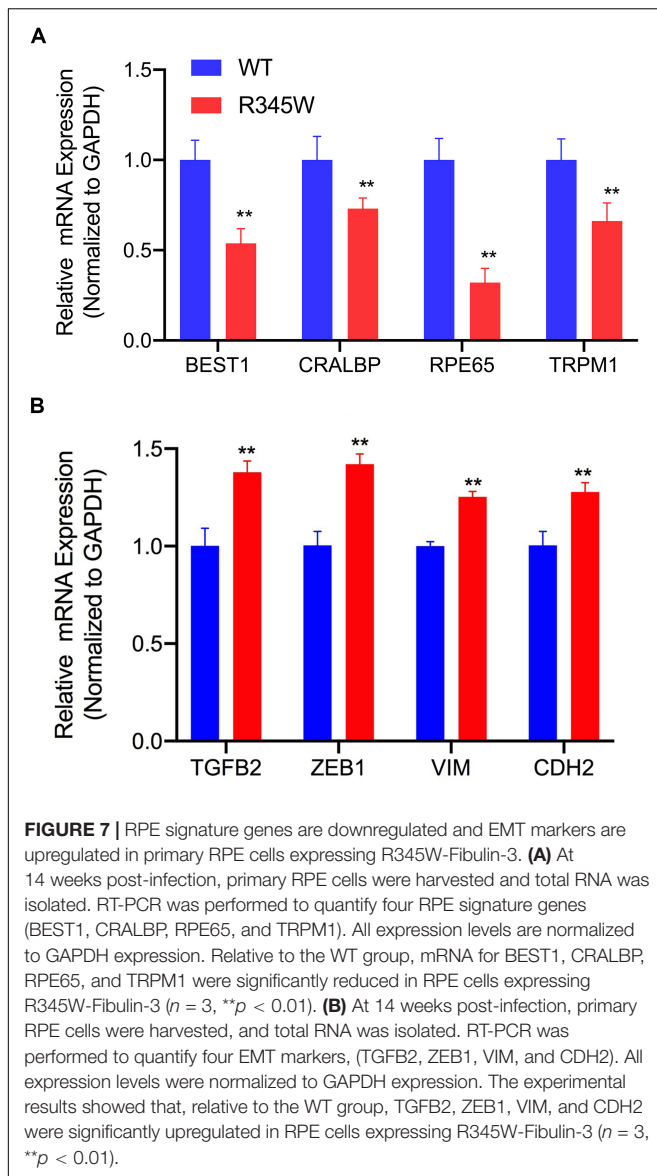 A
Relative mRNA Expression
(Normalized to GAPDH)
1.5
1.0
0.5
0.0
WT
R345W
**
**
**
**
BEST1 CRALBP RPE65 TRPM1
B
Relative mRNA Expression
(Normalized to GAPDH)
1.5
1.0
0.5
0.0
**
**
**
**
TGFB2 ZEB1 VIM CDH2
FIGURE 7 | RPE signature genes are downregulated and EMT markers are
upregulated in primary RPE cells expressing R345W-Fibulin-3. (A) At
14 weeks post-infection, primary RPE cells were harvested and total RNA was
isolated. RT-PCR was performed to quantify four RPE signature genes
(BEST1, CRALBP, RPE65, and TRPM1). All expression levels are normalized
to GAPDH expression. Relative to the WT group, mRNA for BEST1, CRALBP,
RPE65, and TRPM1 were significantly reduced in RPE cells expressing
R345W-Fibulin-3 (n = 3, **p < 0.01). (B) At 14 weeks post-infection, primary
RPE cells were harvested, and total RNA was isolated. RT-PCR was
performed to quantify four EMT markers, (TGFB2, ZEB1, VIM, and CDH2). All
expression levels were normalized to GAPDH expression. The experimental
results showed that, relative to the WT group, TGFB2, ZEB1, VIM, and CDH2
were significantly upregulated in RPE cells expressing R345W-Fibulin-3 (n = 3,
**p < 0.01).